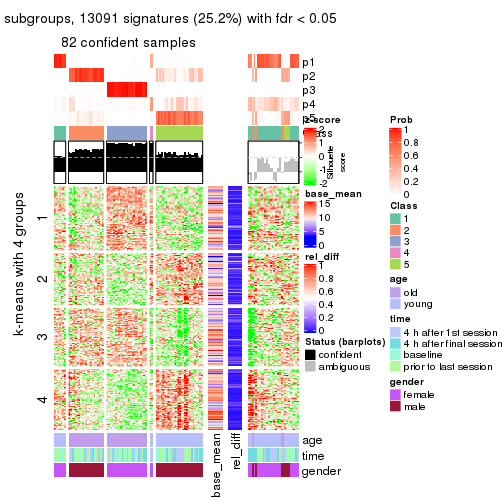 subgroups, 13091 signatures (25.2%) with fdr < 0.05
82 confident samples
p1
p2
p3
p4
p5
z-score
2
-1
-2
Class
Silhouette
score
k-means with 4 groups
1
2
3
4
base_mean
15
10
5
0
rel_diff
1
0.8
0.6
0.4
0.2
0
Status (barplots)
confident
ambiguous
Prob
1
0.8
0.6
0.4
0.2
0
Class
1
2
3
4
5
age
old
young
time
4 h after 1st session
4 h after final session
baseline
prior to last session
gender
female
male
age
time
gender
base_mean
rel_diff